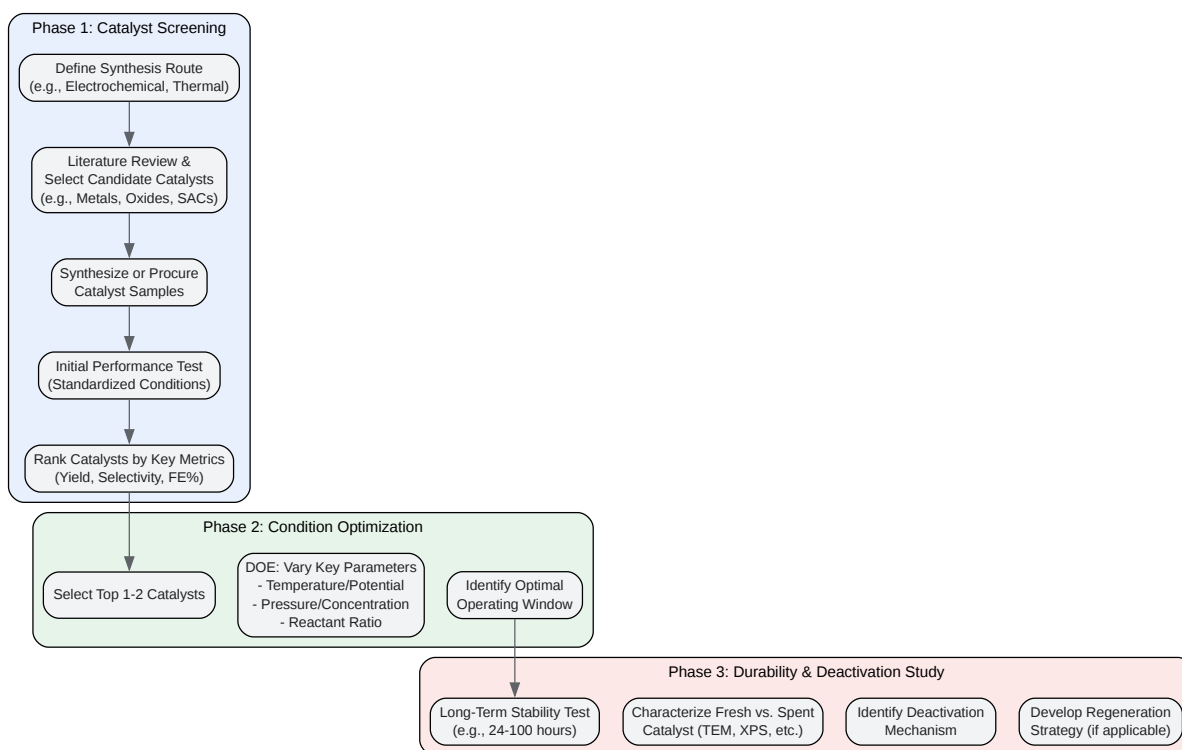 Phase 1: Catalyst Screening
Define Synthesis Route
(e.g., Electrochemical, Thermal)
Literature Review &
Select Candidate Catalysts
(e.g., Metals, Oxides, SACs)
Synthesize or Procure
Catalyst Samples
Initial Performance Test
(Standardized Conditions)
Rank Catalysts by Key Metrics
(Yield, Selectivity, FE%)
Phase 2: Condition Optimization
Select Top 1-2 Catalysts
DOE: Vary Key Parameters
- Temperature/Potential
- Pressure/Concentration
- Reactant Ratio
Identify Optimal
Operating Window
Phase 3: Durability & Deactivation Study
Long-Term Stability Test
(e.g., 24-100 hours)
Characterize Fresh vs. Spent
Catalyst (TEM, XPS, etc.)
Identify Deactivation
Mechanism
Develop Regeneration
Strategy (if applicable)